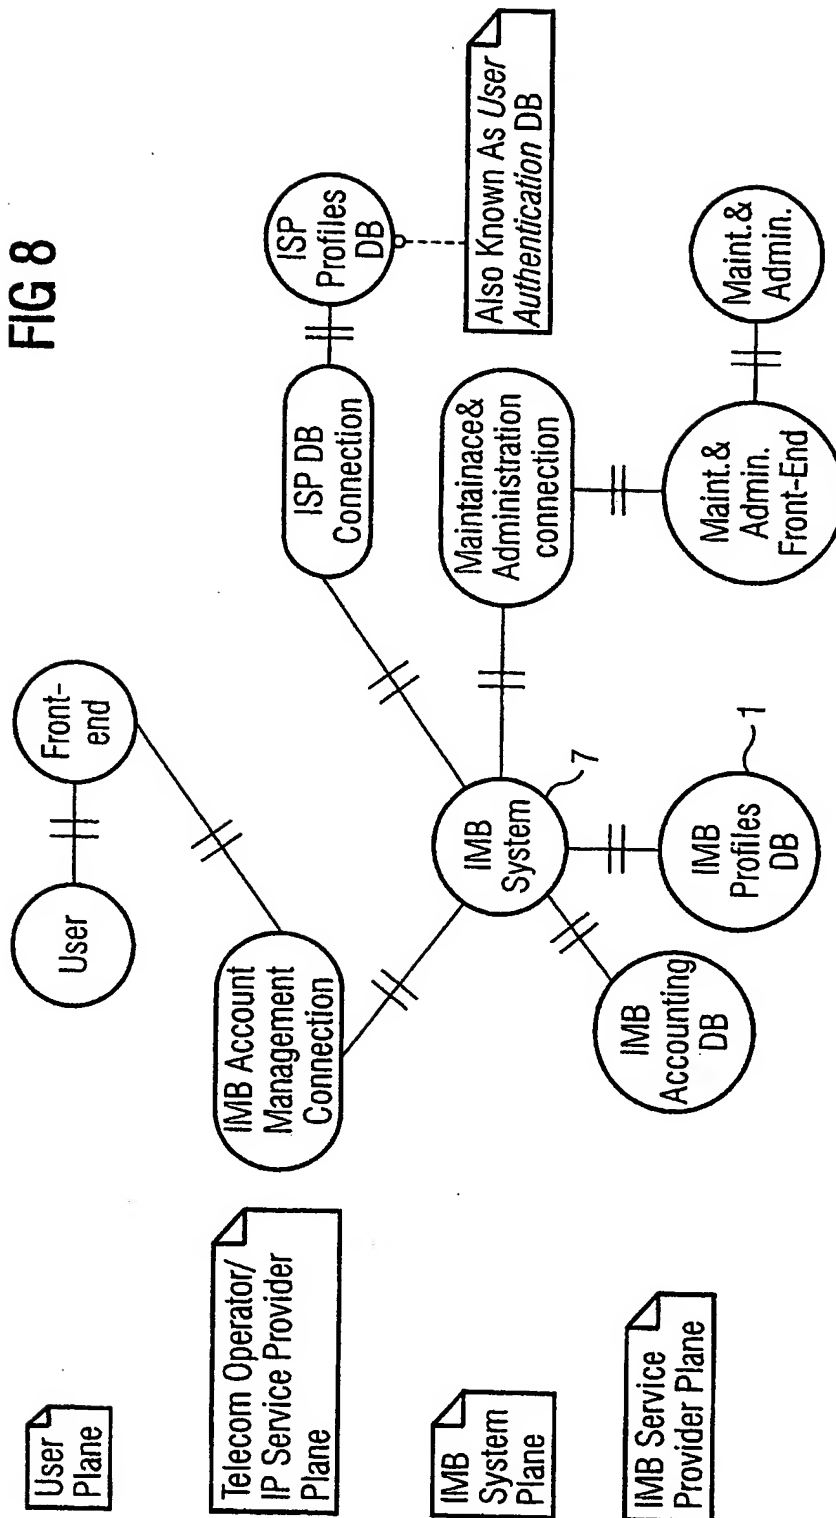 FIG 8
User
Plane
User
Front-
end
Telecom Operator/
IP Service Provider
Plane
IMB Account
Management
Connection
ISP DB
Connection
ISP
Profiles
DB
IMB
System
Plane
IMB
System
7
Maintainace&
Administration
connection
Also Known As User
Authentication DB
IMB Service
Provider Plane
IMB
Accounting
DB
IMB
Profiles
DB
1
Maint.&
Admin.
Front-End
Maint.&
Admin.